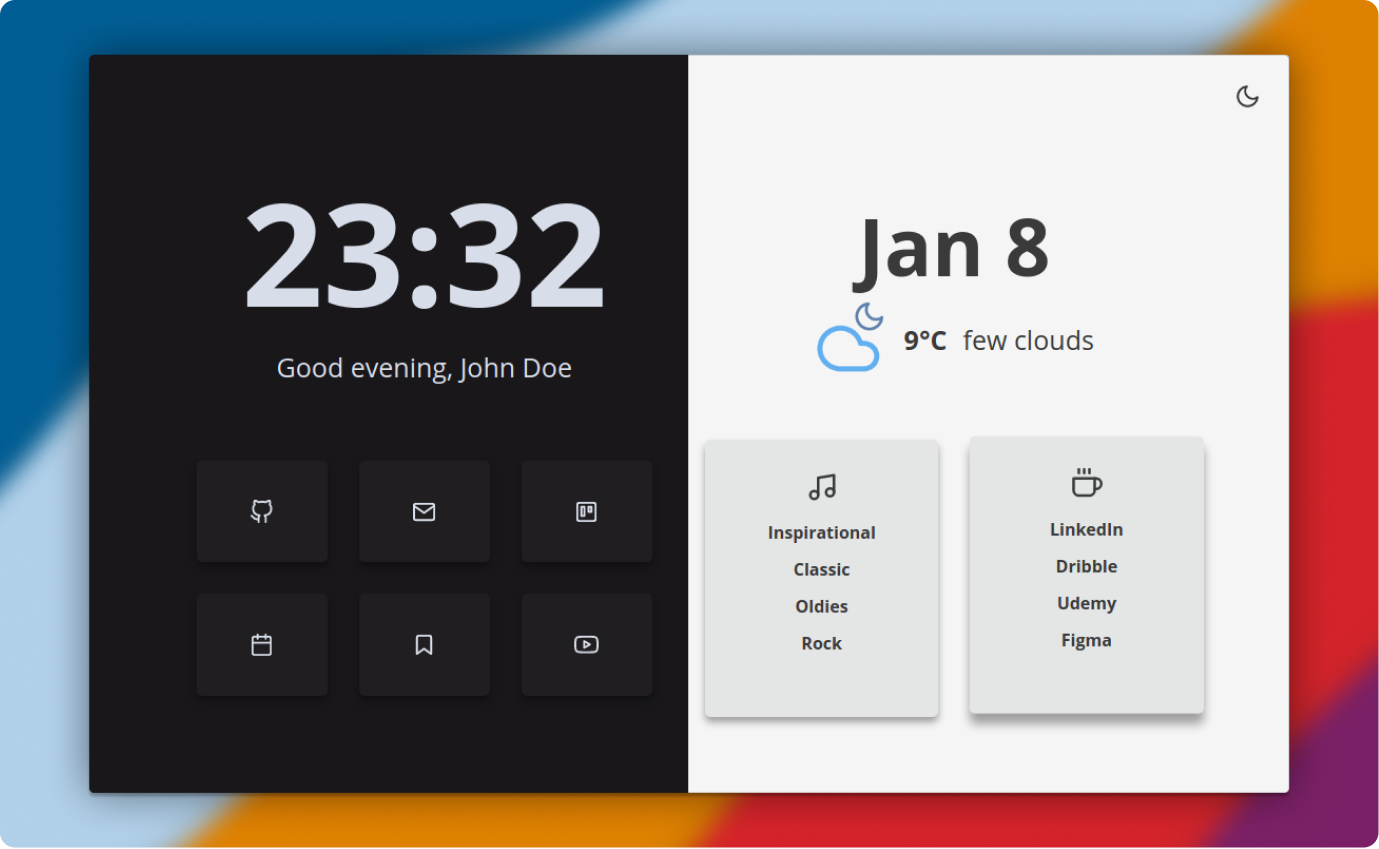 23:32
Good evening, John Doe
Jan 8
9°C few clouds
Inspirational
Classic
Oldies
Rock
LinkedIn
Dribble
Udemy
Figma